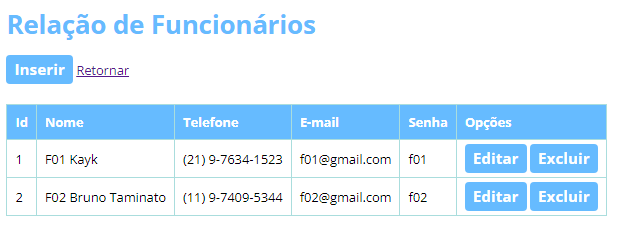 Relação de Funcionários
Inserir Retornar
Id Nome Telefone E-mail Senha Opções
1 F01 Kayk (21) 9-7634-1523 f01@gmail.com f01 Editar Excluir
2 F02 Bruno Taminato (11) 9-7409-5344 f02@gmail.com f02 Editar Excluir